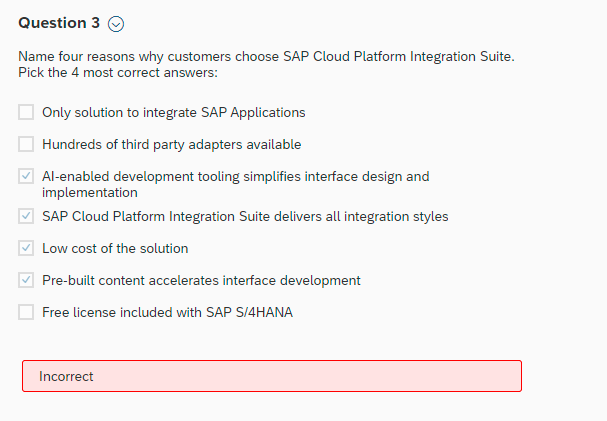 Question 3
Name four reasons why customers choose SAP Cloud Platform Integration Suite.
Pick the 4 most correct answers:
Only solution to integrate SAP Applications
Hundreds of third party adapters available
AI-enabled development tooling simplifies interface design and
implementation
SAP Cloud Platform Integration Suite delivers all integration styles
Low cost of the solution
Pre-built content accelerates interface development
Free license included with SAP S/4HANA
Incorrect